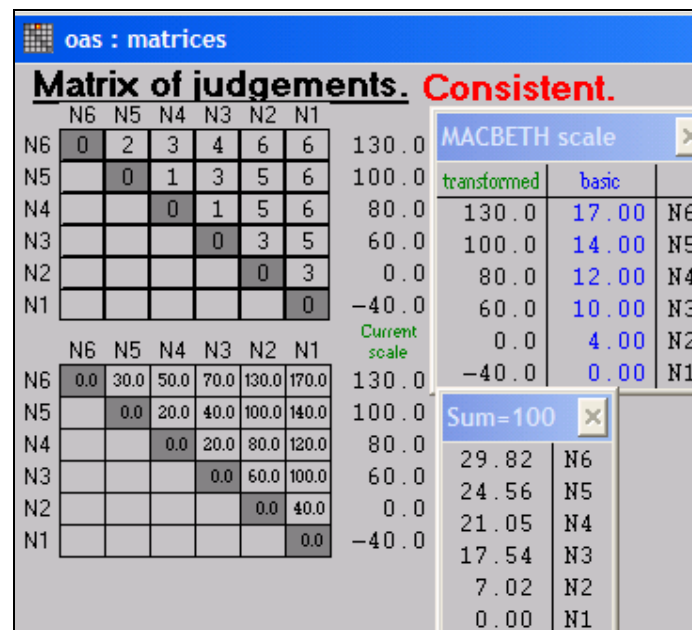 oas : matrices
Matrix of judgements. Consistent.
N6 N5 N4 N3 N2 N1
N6 0 2 3 4 6 6 130.0
N5 0 1 3 5 6 100.0
N4 0 1 5 6 80.0
N3 0 3 5 60.0
N2 0 3 0.0
N1 0 -40.0
Current
scale
N6 N5 N4 N3 N2 N1
N6 0.0 30.0 50.0 70.0 130.0 170.0 130.0
N5 0.0 20.0 40.0 100.0 140.0 100.0
N4 0.0 20.0 80.0 120.0 80.0
N3 0.0 60.0 100.0 60.0
N2 0.0 40.0 0.0
N1 0.0 -40.0
MACBETH scale
transformed basic
130.0 17.00 N6
100.0 14.00 N5
80.0 12.00 N4
60.0 10.00 N3
0.0 4.00 N2
-40.0 0.00 N1
Sum=100
29.82 N6
24.56 N5
21.05 N4
17.54 N3
7.02 N2
0.00 N1